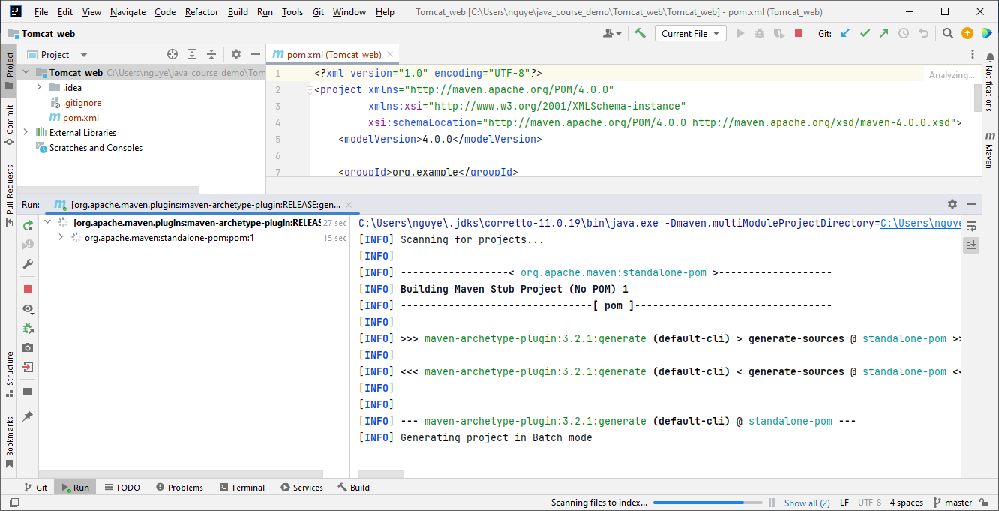 File Edit View Navigate Code Refactor Build Run Tools Git Window Help Tomcat_web [C:\Users\nguye\java_course_demo\Tomcat_web\Tomcat_web] - pom.xml (Tomcat_web)
Tomcat_web Current File Git:
Project
pom.xml (Tomcat_web)
Tomcat_web C:\Users\nguye\java_course_demo\Tom
.idea
.gitignore
pom.xml
External Libraries
Scratches and Consoles
1 <?xml version="1.0" encoding="UTF-8"?>
Analyzing...
2 <project xmlns="http://maven.apache.org/POM/4.0.0"
3 xmlns:xsi="http://www.w3.org/2001/XMLSchema-instance"
4 xsi:schemaLocation="http://maven.apache.org/POM/4.0.0 http://maven.apache.org/xsd/maven-4.0.0.xsd">
5 <modelVersion>4.0.0</modelVersion>
6
7 <groupId>org.example</groupId>
Project
Commit
Pull Requests
Structure
Bookmarks
Notifications
m Maven
Run: [org.apache.maven.plugins:maven-archetype-plugin:RELEASE:gen...
[org.apache.maven.plugins:maven-archetype-plugin:RELEAS 27 sec
org.apache.maven:standalone-pom:pom:1 15 sec
C:\Users\nguye\.jdks\corretto-11.0.19\bin\java.exe -Dmaven.multiModuleProjectDirectory=C:\Users\nguye
[INFO] Scanning for projects...
[INFO]
[INFO] ------------------< org.apache.maven:standalone-pom >-------------------
[INFO] Building Maven Stub Project (No POM) 1
[INFO] --------------------------------[ pom ]---------------------------------
[INFO]
[INFO] >>> maven-archetype-plugin:3.2.1:generate (default-cli) > generate-sources @ standalone-pom >>
[INFO]
[INFO] <<< maven-archetype-plugin:3.2.1:generate (default-cli) < generate-sources @ standalone-pom <<
[INFO]
[INFO]
[INFO] --- maven-archetype-plugin:3.2.1:generate (default-cli) @ standalone-pom ---
[INFO] Generating project in Batch mode
Git Run TODO Problems Terminal Services Build
Scanning files to index... Show all (2) LF UTF-8 4 spaces master